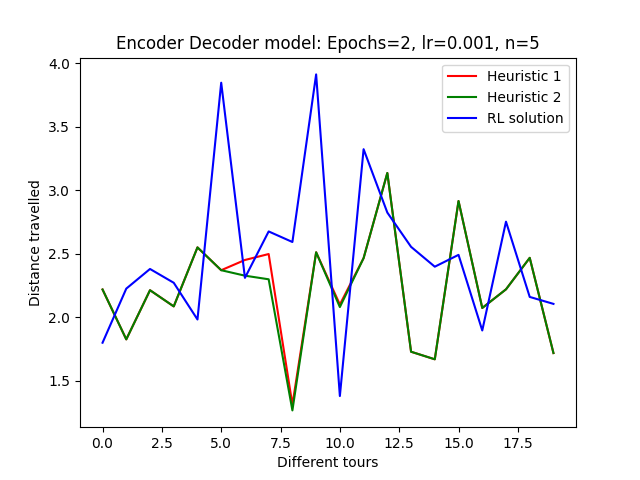 Encoder Decoder model: Epochs=2, lr=0.001, n=5
4.0
3.5
3.0
2.5
2.0
1.5
Distance travelled
Heuristic 1
Heuristic 2
RL solution
0.0 2.5 5.0 7.5 10.0 12.5 15.0 17.5
Different tours